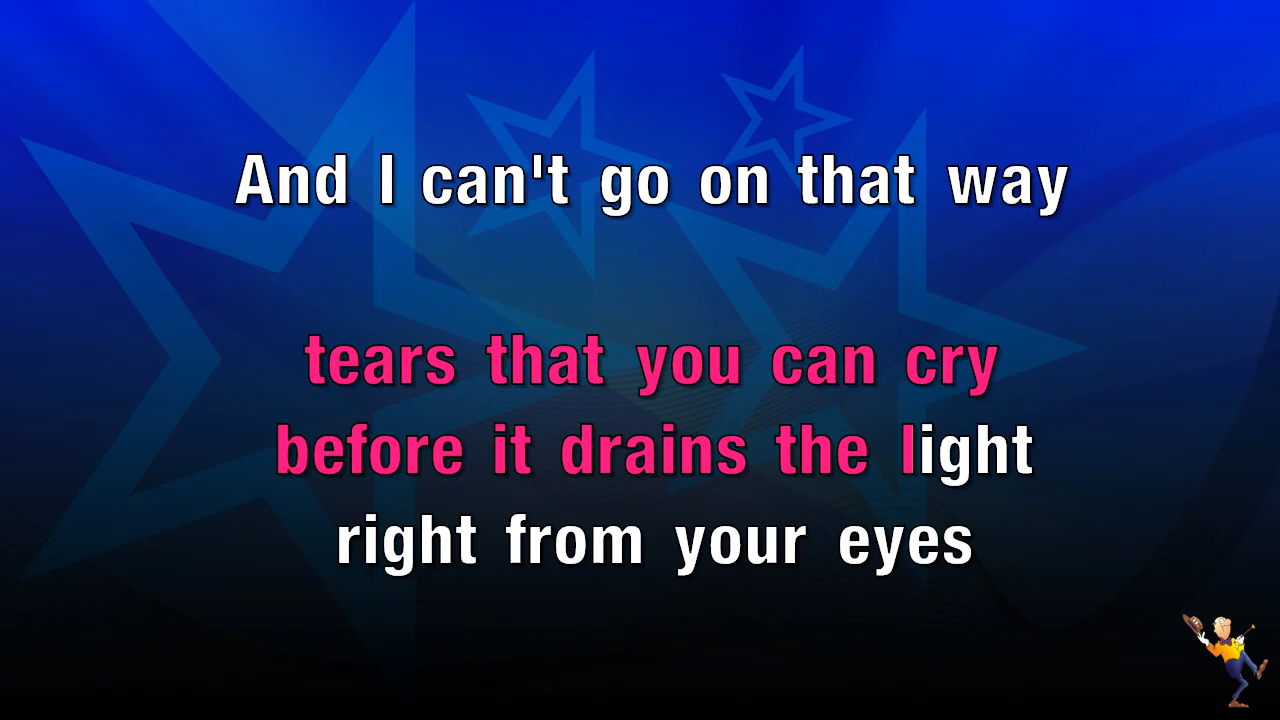 And I can't go on that way
tears that you can cry
before it drains the light
right from your eyes